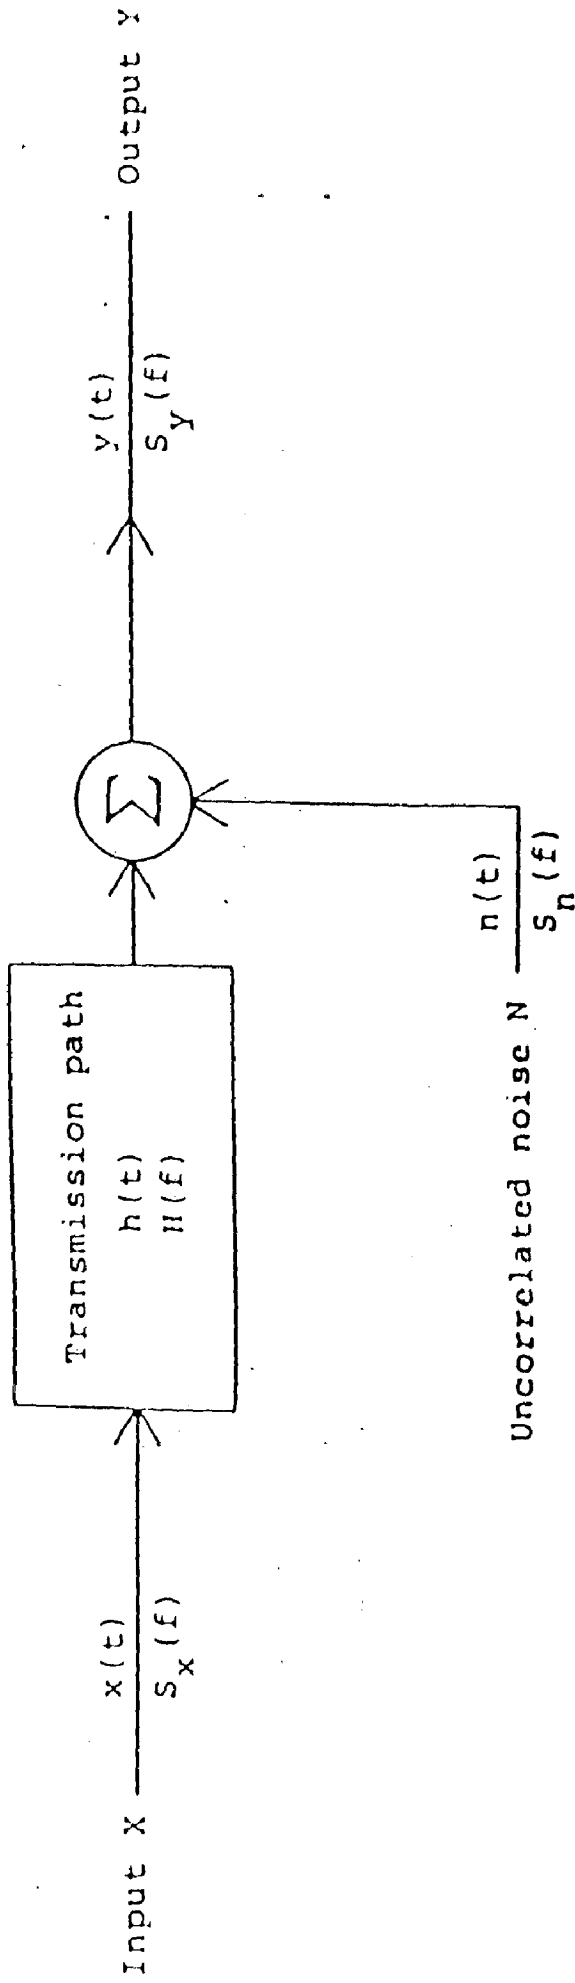 Input X
x(t)
S_x(f)
Transmission path
h(t)
H(f)
Σ
y(t)
S_y(f)
Output Y
Uncorrelated noise N
n(t)
S_n(f)